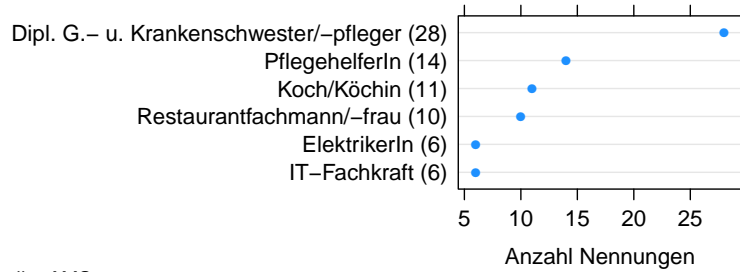 Dipl. G.− u. Krankenschwester/−pfleger (28)
PflegehelferIn (14)
Koch/Köchin (11)
Restaurantfachmann/−frau (10)
ElektrikerIn (6)
IT−Fachkraft (6)
5 10 15 20 25
Anzahl Nennungen